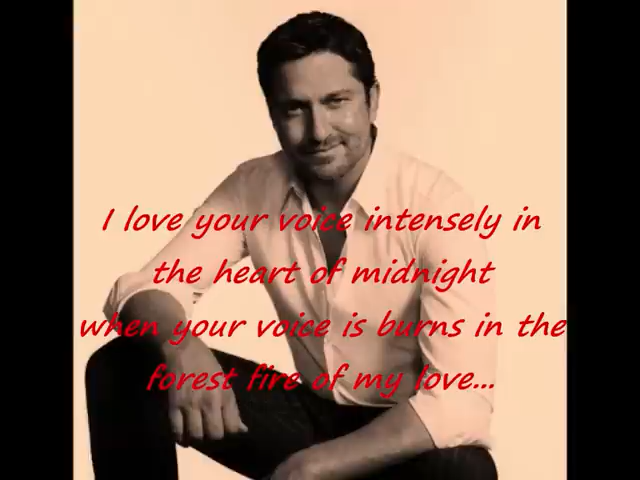 I love your voice intensely in
the heart of midnight
when your voice is burns in the
forest fire of my love...